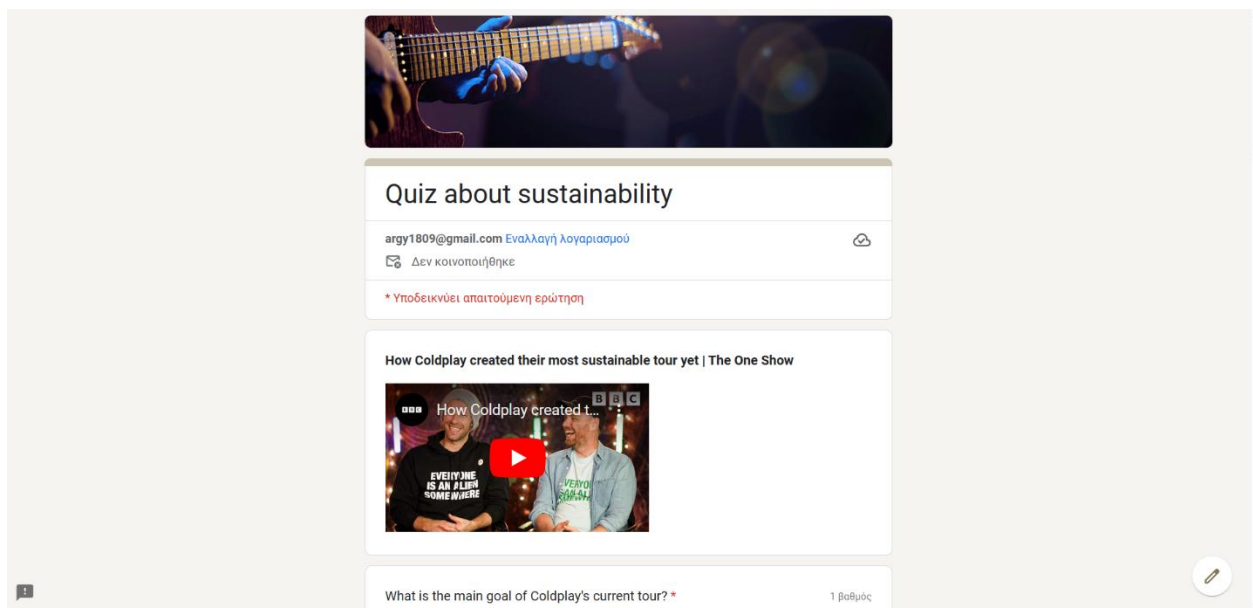 Quiz about sustainability
argy1809@gmail.com Εναλλαγή λογαριασμού
Δεν κοινοποιήθηκε
* Υποδεικνύει απαιτούμενη ερώτηση
How Coldplay created their most sustainable tour yet | The One Show
BBC How Coldplay created t... BBC
EVERYONE
IS AN ALIEN
SOMEWHERE
What is the main goal of Coldplay's current tour? * 1 βαθμός